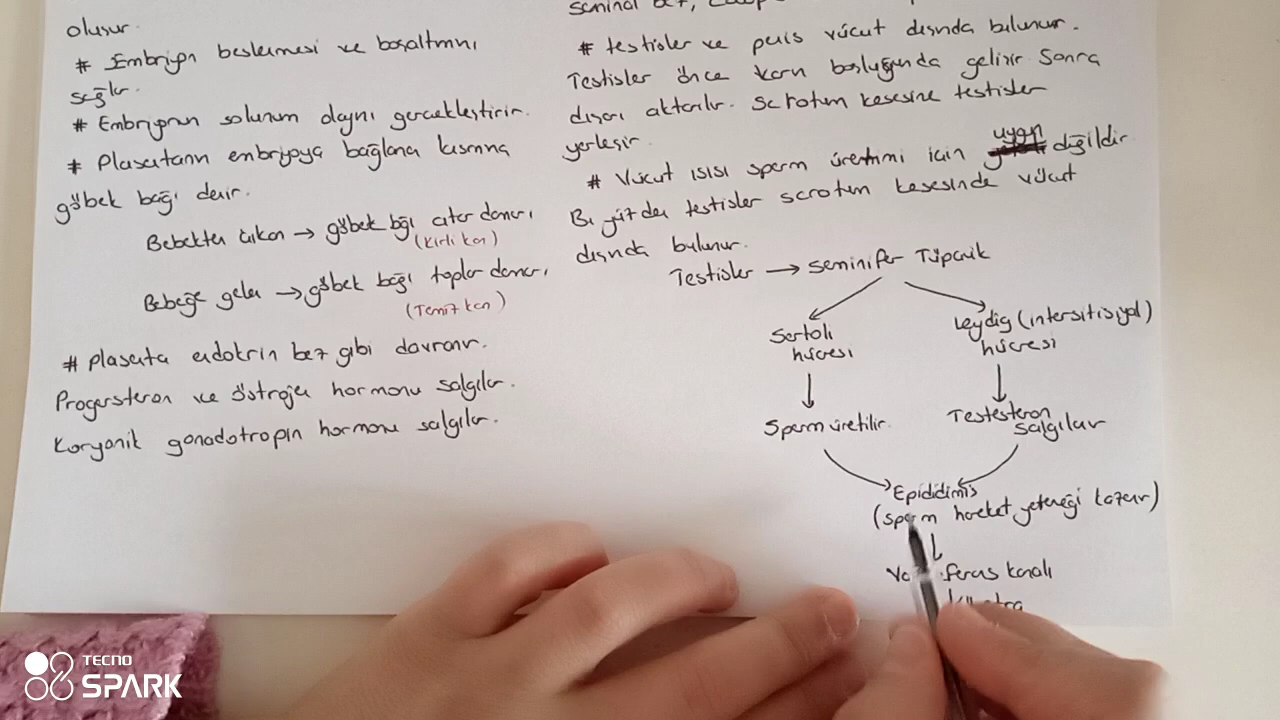 oluşur.
# Embriyon beslenmesi ve boşaltımını
sağlar.
# Embriyonun solunum olayını gerçekleştirir.
# Plasentanın embriyoya bağlanan kısmına
göbek bağı denir.
Bebekten çıkan → göbek bağı atar damarı
(Kirli kan)
Bebeğe gelen → göbek bağı toplar damarı
(Temiz kan)
# plasenta endokrin bez gibi davranır.
Progersteron ve östrojen hormonu salgılar.
Koryonik gonadotropin hormonu salgılar.
seminal bez,
# testisler ve penis vücut dışında bulunur.
Testisler önce karın boşluğunda gelişir sonra
dışarı aktarılır. Scrotum kesesine testisler
yerleşir.
# Vücut ısısı sperm üretimi için uygun değildir
Bu yüzden testisler scrotum kesesinde vücut
dışında bulunur.
Testisler → seminifer Tüpçük
Sertoli
hücresi
Leydig (intersitisyal)
hücresi
Sperm üretilir.
Testesteron
salgılar
Epididimis
(Sperm hareket yeteneği kazanır)
ferens kanalı
TECNO
SPARK